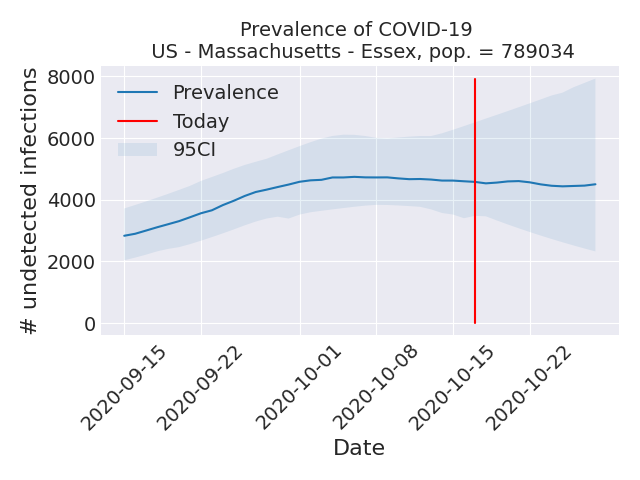 Prevalence of COVID-19
US - Massachusetts - Essex, pop. = 789034
# undetected infections
8000
6000
4000
2000
0
Prevalence
Today
95CI
2020-09-15
2020-09-22
2020-10-01
2020-10-08
2020-10-15
2020-10-22
Date